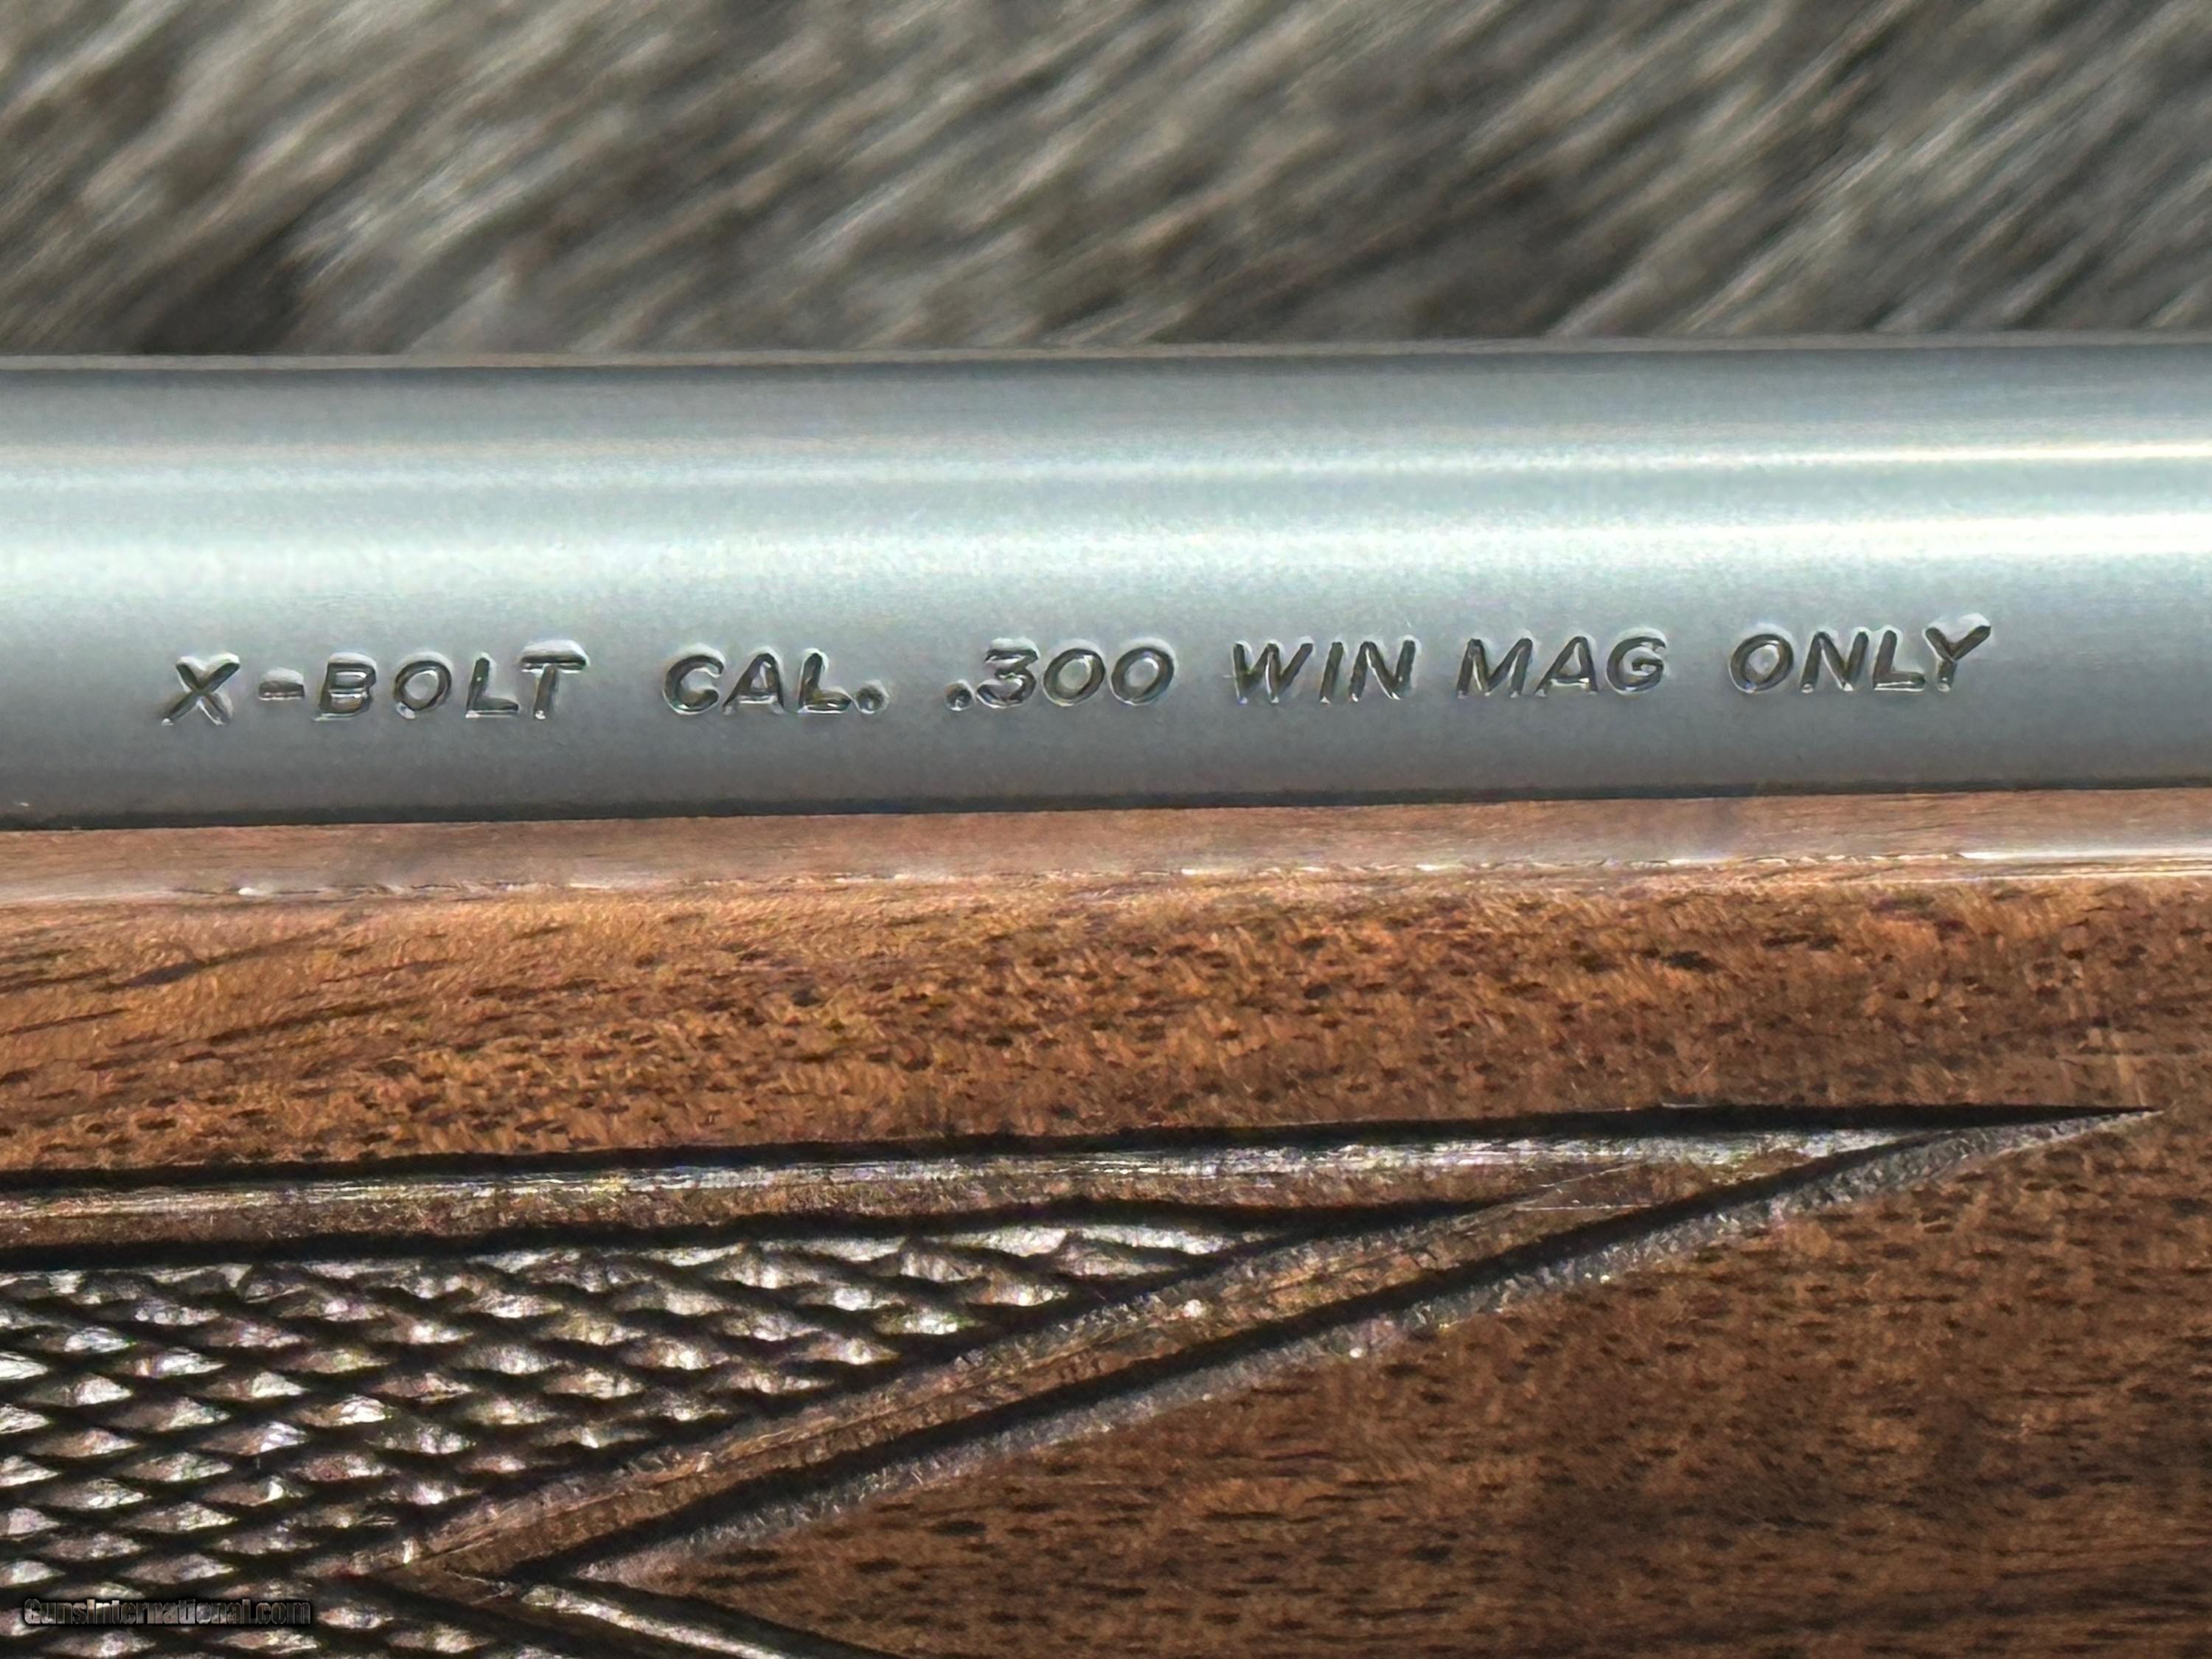 X-BOLT CAL. .300 WIN MAG ONLY
GunsInternational.com